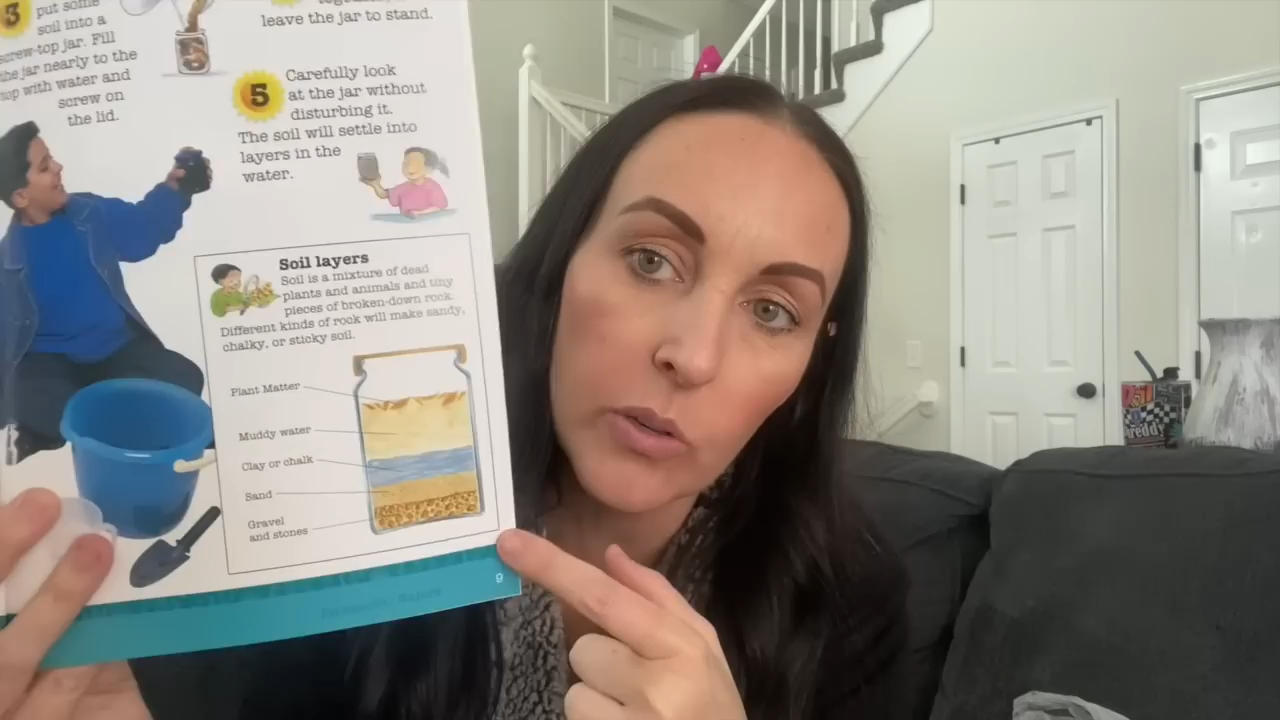 3
put some
soil into a
screw-top jar. Fill
the jar nearly to the
top with water and
screw on
the lid.
leave the jar to stand.
5
Carefully look
at the jar without
disturbing it.
The soil will settle into
layers in the
water.
Soil layers
Soil is a mixture of dead
plants and animals and tiny
pieces of broken-down rock.
Different kinds of rock will make sandy,
chalky, or sticky soil.
Plant Matter
Muddy water
Clay or chalk
Sand
Gravel
and stones
9